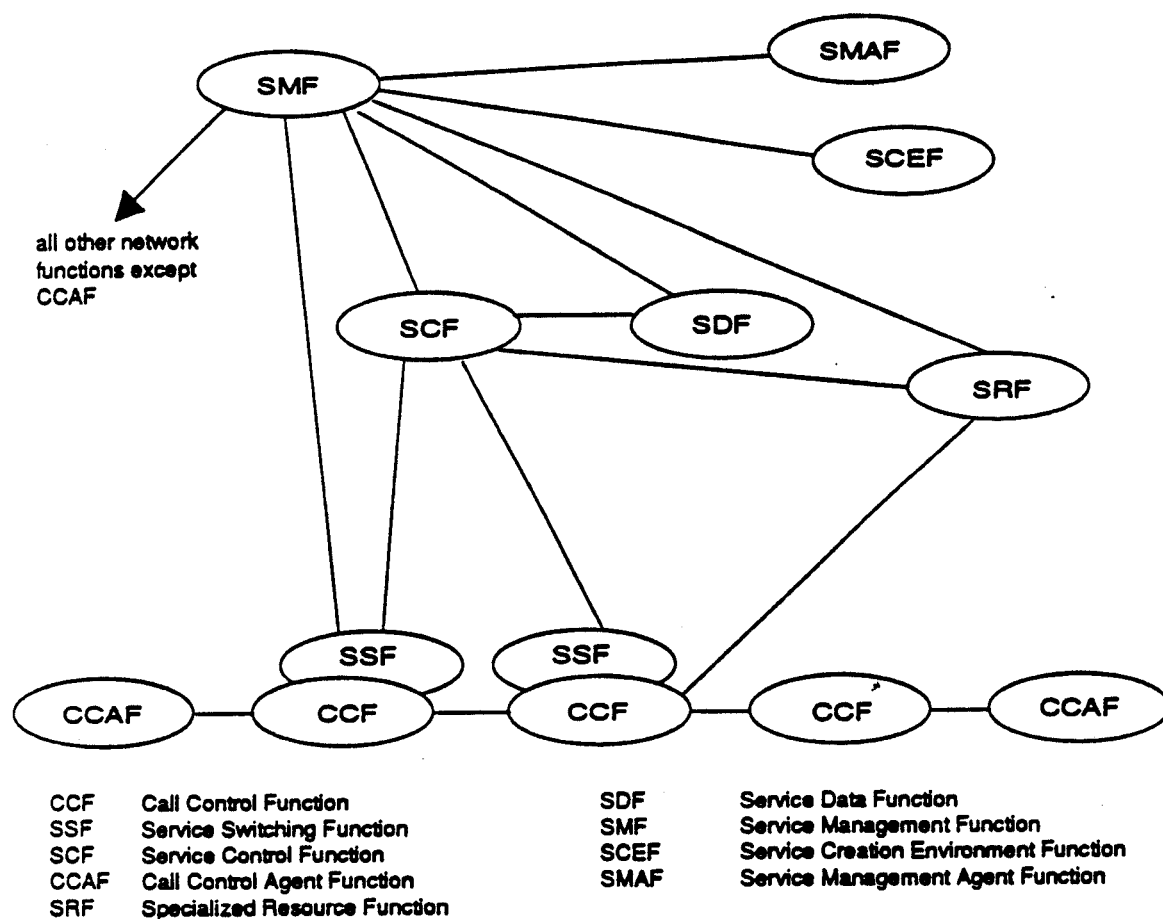 SMAF
SMF
SCEF
all other network
functions except
CCAF
SCF
SDF
SRF
SSF
SSF
CCAF
CCF
CCF
CCF
CCAF
CCF Call Control Function
SSF Service Switching Function
SCF Service Control Function
CCAF Call Control Agent Function
SRF Specialized Resource Function
SDF Service Data Function
SMF Service Management Function
SCEF Service Creation Environment Function
SMAF Service Management Agent Function